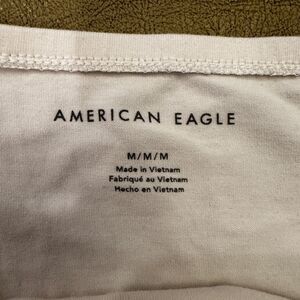 AMERICAN EAGLE
M/M/M
Made in Vietnam
Fabriqué au Vietnam
Hecho en Vietnam